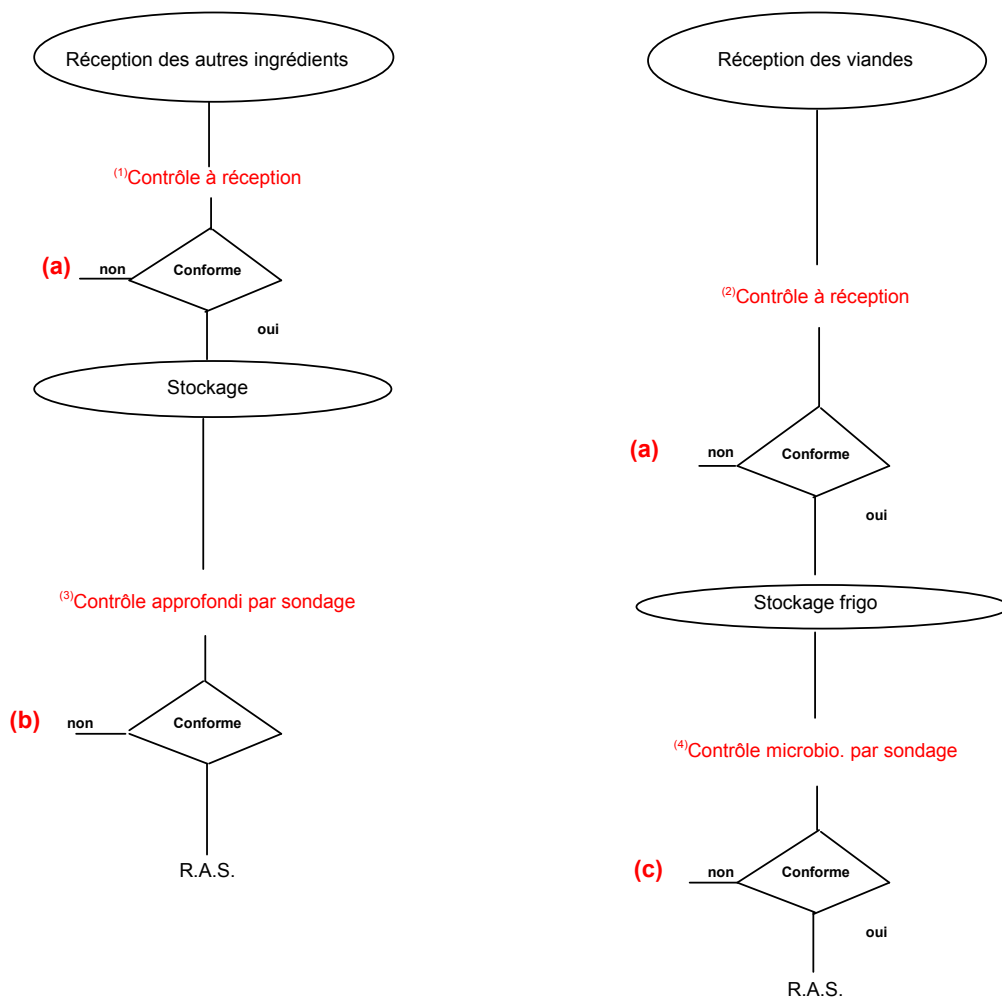 Réception des autres ingrédients
(1)Contrôle à réception
(a)
non
Conforme
oui
Stockage
(3)Contrôle approfondi par sondage
(b)
non
Conforme
R.A.S.
Réception des viandes
(2)Contrôle à réception
(a)
non
Conforme
oui
Stockage frigo
(4)Contrôle microbio. par sondage
(c)
non
Conforme
oui
R.A.S.